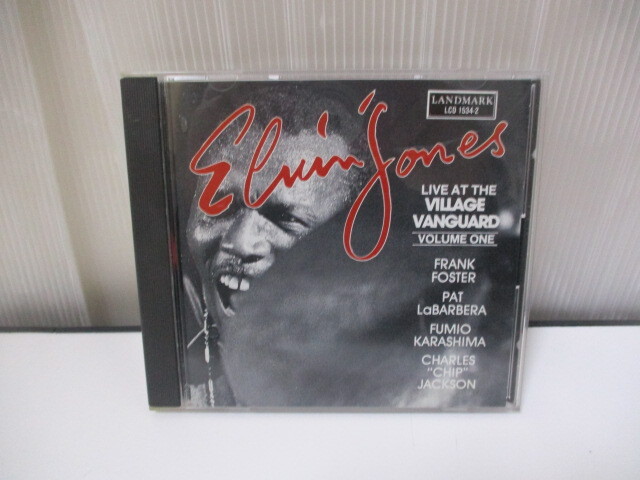 Elvin Jones
LANDMARK
LCD 1534-2
LIVE AT THE
VILLAGE
VANGUARD
VOLUME ONE
FRANK
FOSTER
PAT
LaBARBERA
FUMIO
KARASHIMA
CHARLES
"CHIP"
JACKSON